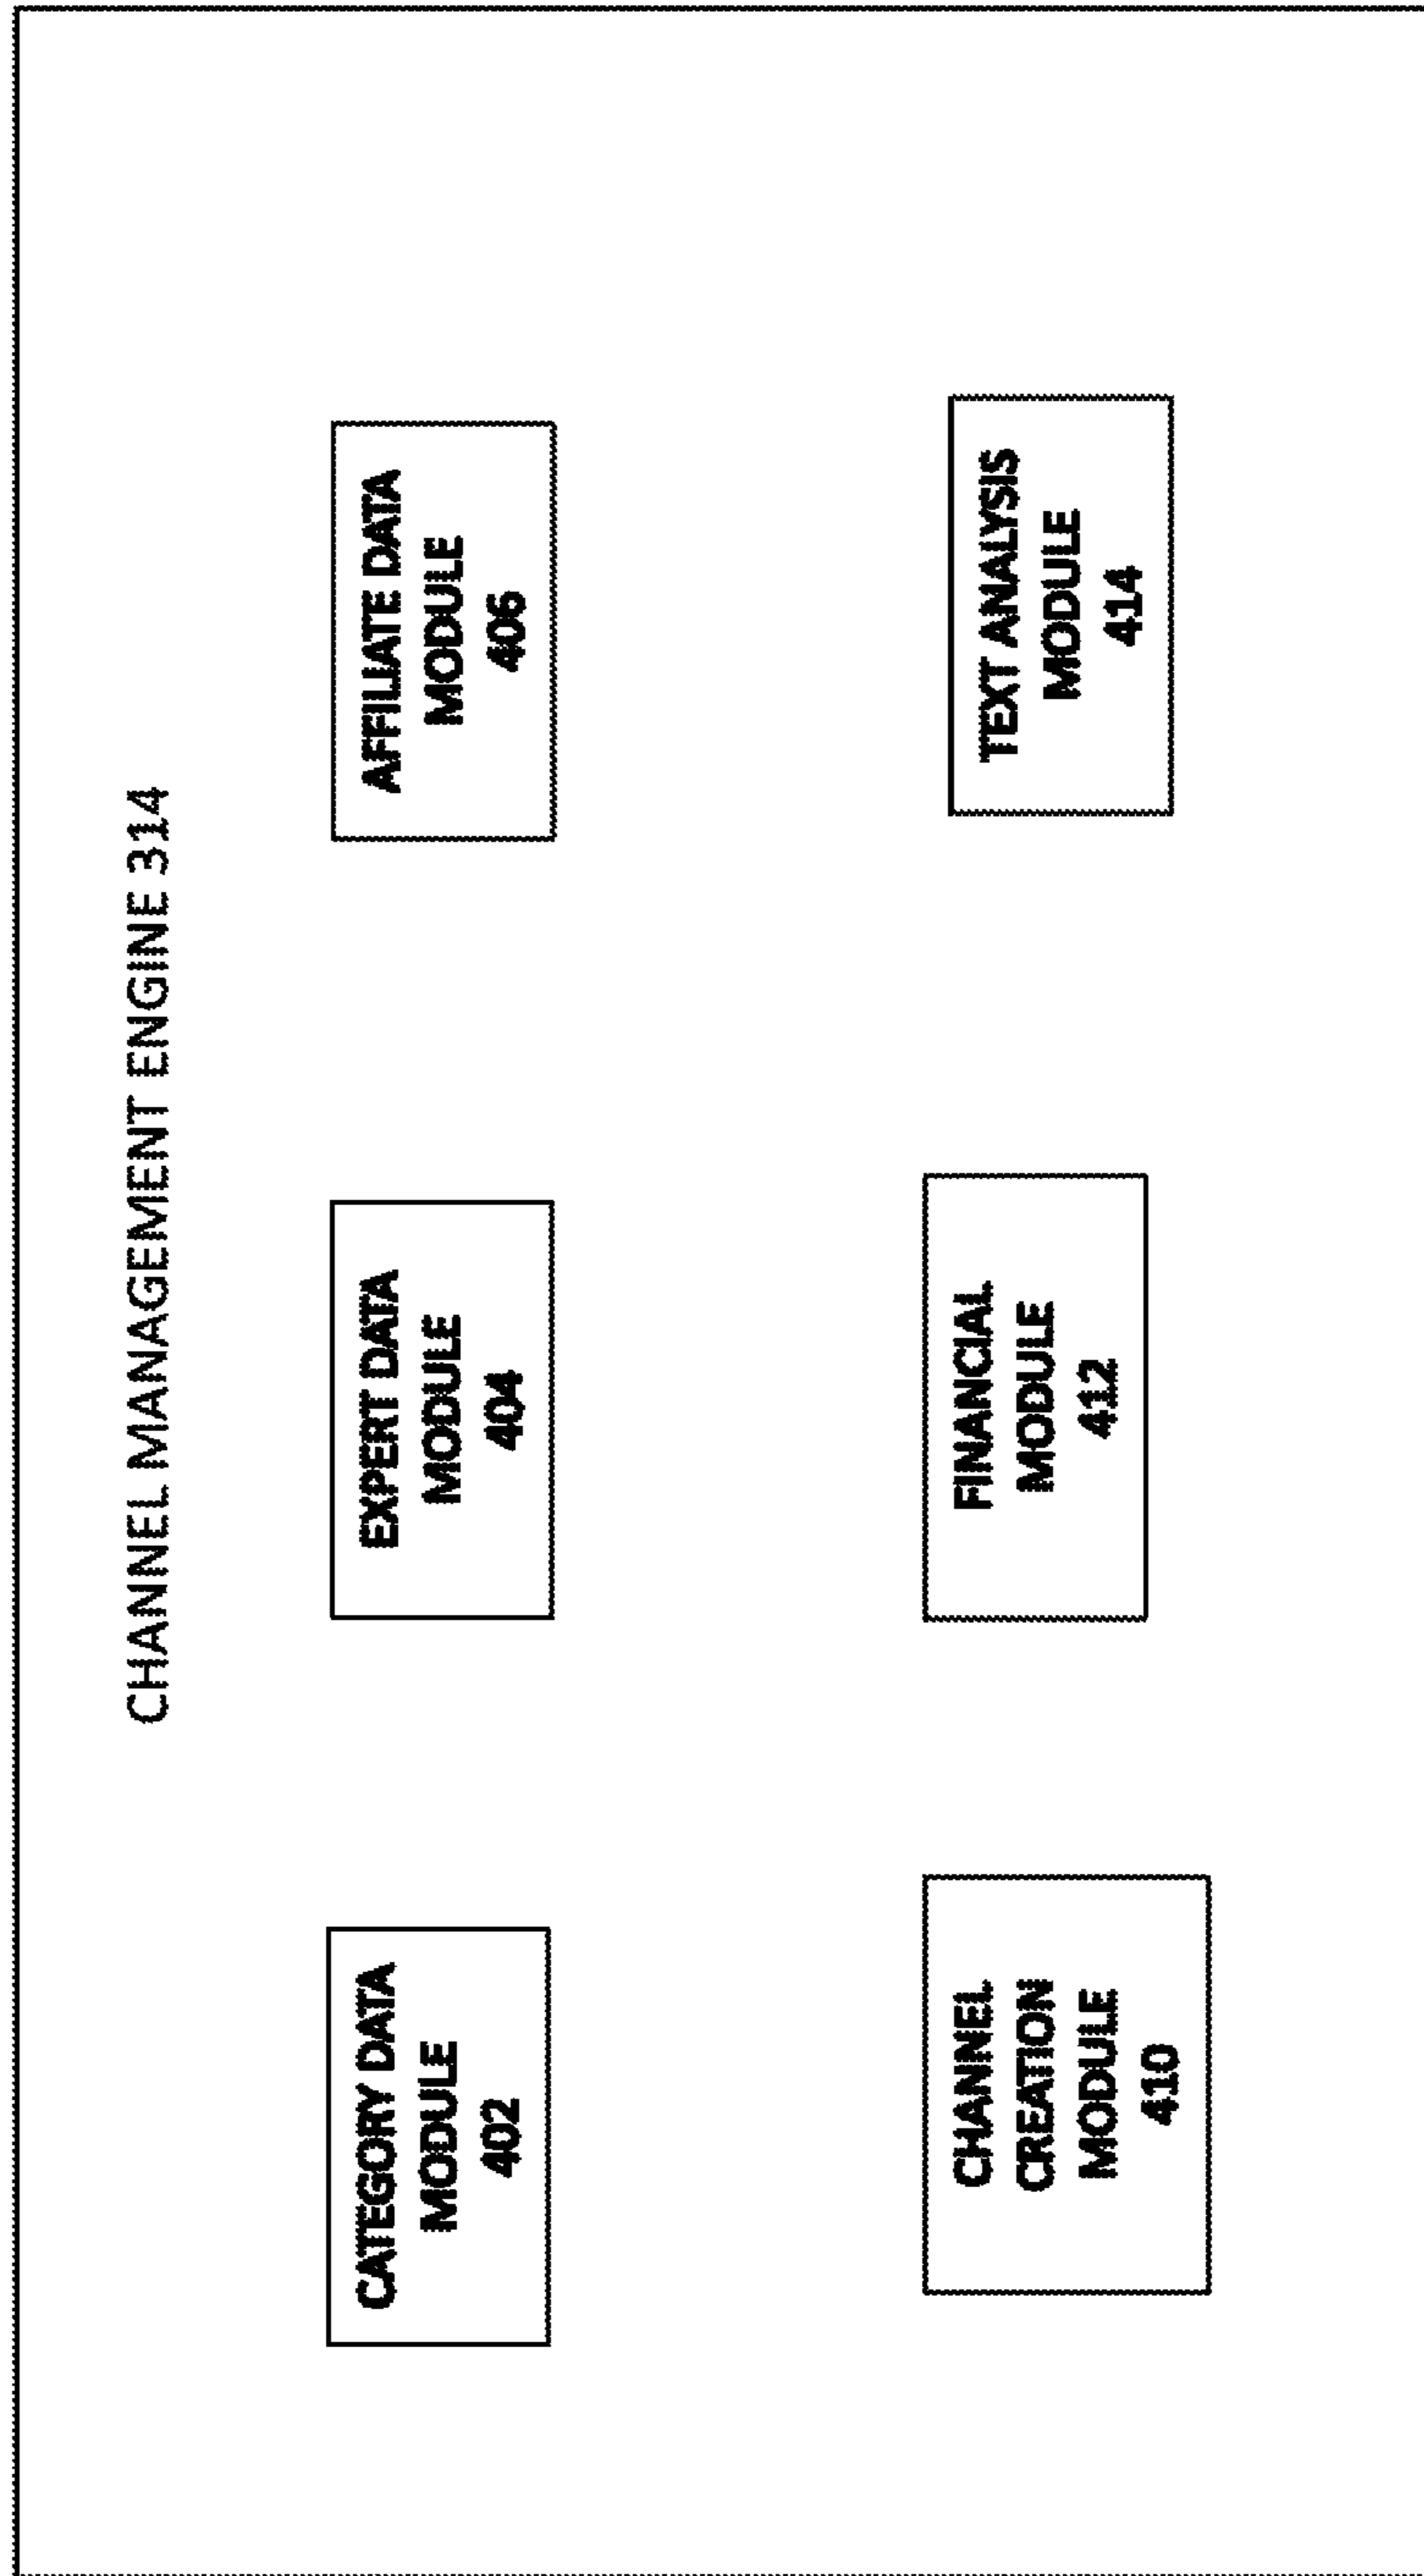 CHANNEL MANAGEMENT ENGINE 314
CATEGORY DATA
MODULE
402
EXPERT DATA
MODULE
404
AFFILIATE DATA
MODULE
406
CHANNEL
CREATION
MODULE
410
FINANCIAL
MODULE
412
TEXT ANALYSIS
MODULE
414